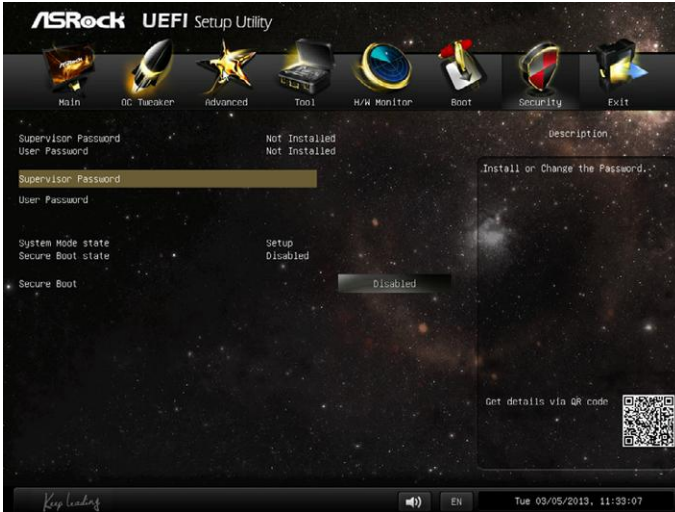 ASRock UEFI Setup Utility
Main OC Tweaker Advanced Tool H/W Monitor Boot Security Exit
Description
Supervisor Password Not Installed
User Password Not Installed
Install or Change the Password.
Supervisor Password
User Password
System Mode state Setup
Secure Boot state Disabled
Secure Boot Disabled
Get details via QR code
Keep Leading
EN
Tue 03/05/2013, 11:33:07